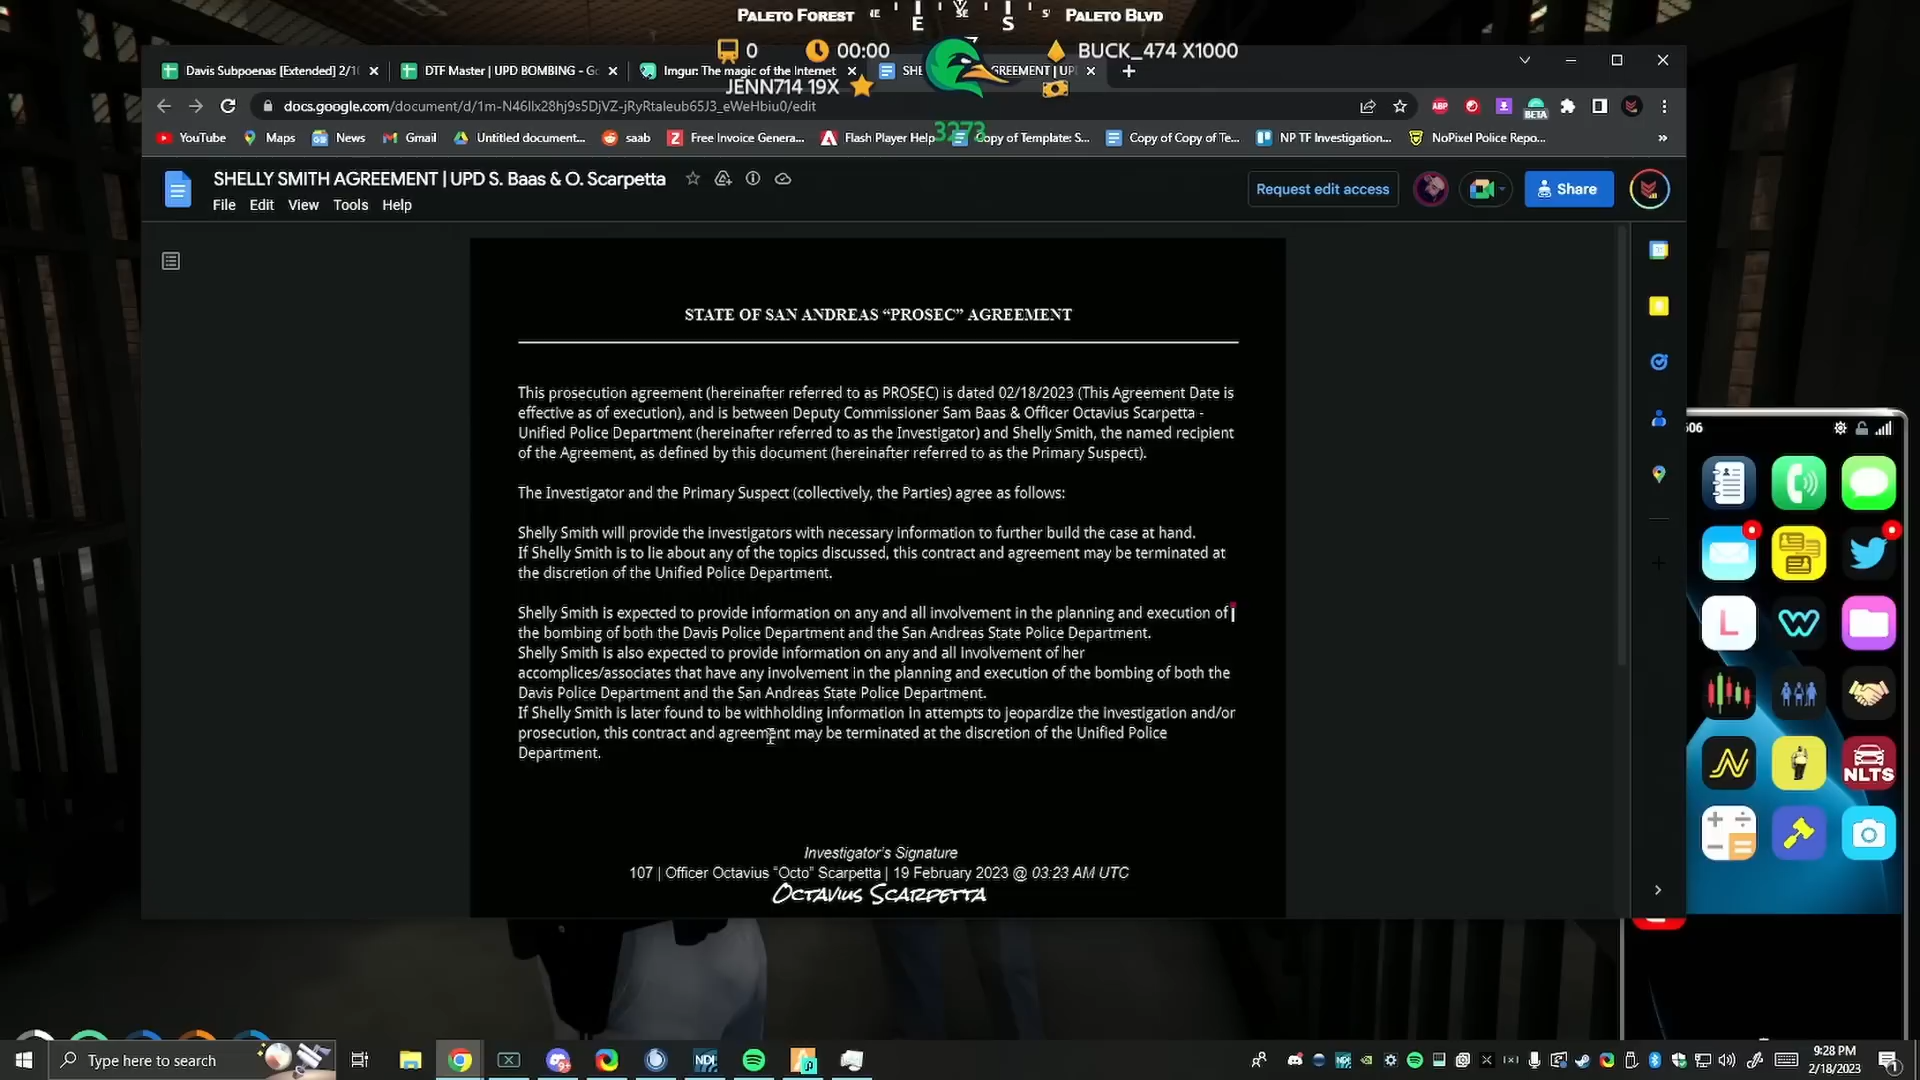 PALETO FOREST NE E SE S S PALETO BLVD
0 00:00 BUCK_474 X1000
Davis Subpoenas [Extended] 2/1 DTF Master | UPD BOMBING - Go Imgur: The magic of the Internet SHE AGREEMENT | UP
JENN714 19X
docs.google.com/document/d/1m-N46Ilx28hj9s5DjVZ-jRyRtaleub65J3_eWeHbiu0/edit
ABP
BETA
YouTube Maps News Gmail Untitled document... saab Free Invoice Genera... Flash Player Help Copy of Template: S... Copy of Copy of Te... NP TF Investigation... NoPixel Police Repo... »
3273
SHELLY SMITH AGREEMENT | UPD S. Baas & O. Scarpetta
Request edit access Share
File Edit View Tools Help
STATE OF SAN ANDREAS “PROSEC” AGREEMENT
This prosecution agreement (hereinafter referred to as PROSEC) is dated 02/18/2023 (This Agreement Date is
effective as of execution), and is between Deputy Commissioner Sam Baas & Officer Octavius Scarpetta -
Unified Police Department (hereinafter referred to as the Investigator) and Shelly Smith, the named recipient
of the Agreement, as defined by this document (hereinafter referred to as the Primary Suspect).
The Investigator and the Primary Suspect (collectively, the Parties) agree as follows:
Shelly Smith will provide the investigators with necessary information to further build the case at hand.
If Shelly Smith is to lie about any of the topics discussed, this contract and agreement may be terminated at
the discretion of the Unified Police Department.
Shelly Smith is expected to provide information on any and all involvement in the planning and execution of
the bombing of both the Davis Police Department and the San Andreas State Police Department.
Shelly Smith is also expected to provide information on any and all involvement of her
accomplices/associates that have any involvement in the planning and execution of the bombing of both the
Davis Police Department and the San Andreas State Police Department.
If Shelly Smith is later found to be withholding information in attempts to jeopardize the investigation and/or
prosecution, this contract and agreement may be terminated at the discretion of the Unified Police
Department.
Investigator’s Signature
107 | Officer Octavius “Octo” Scarpetta | 19 February 2023 @ 03:23 AM UTC
Octavius Scarpetta
606
L
NLTS
Type here to search
NDI
9:28 PM
2/18/2023